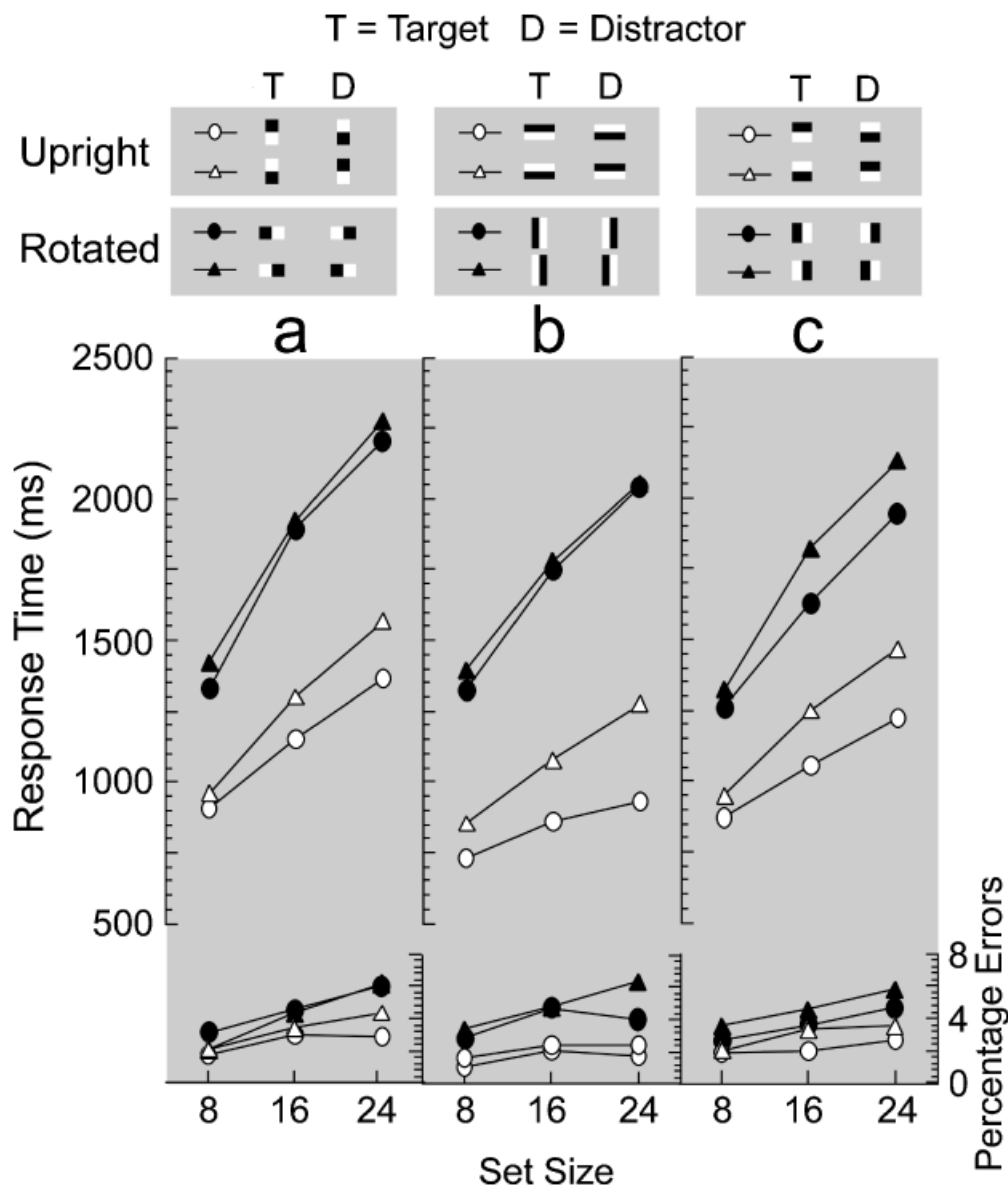 T = Target D = Distractor
T D T D T D
Upright
Rotated
a b c
2500
2000
1500
1000
500
Response Time (ms)
8
4
0
Percentage Errors
8 16 24 8 16 24 8 16 24
Set Size